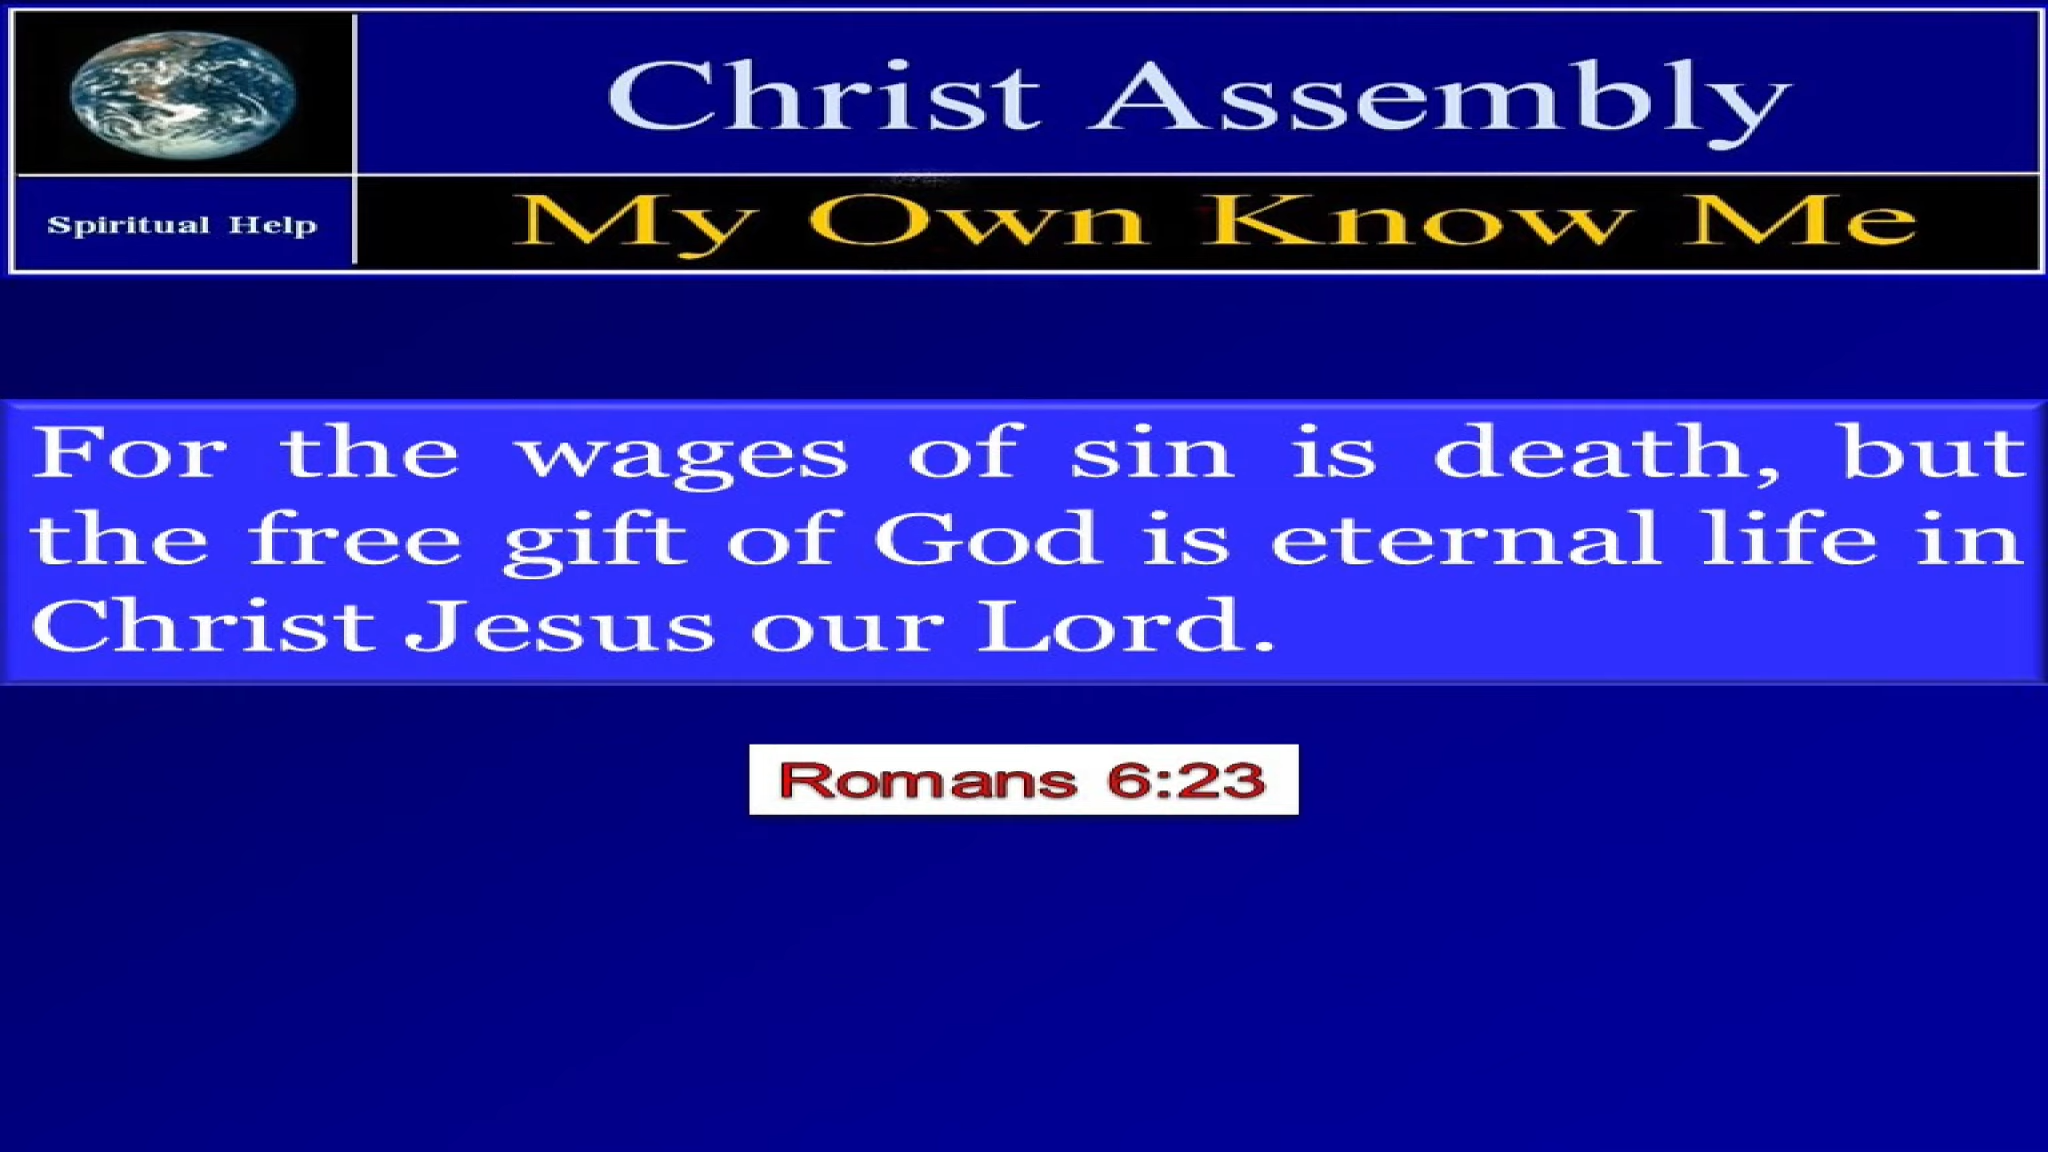 Christ Assembly
Spiritual Help
My Own Know Me
For the wages of sin is death, but
the free gift of God is eternal life in
Christ Jesus our Lord.
Romans 6:23